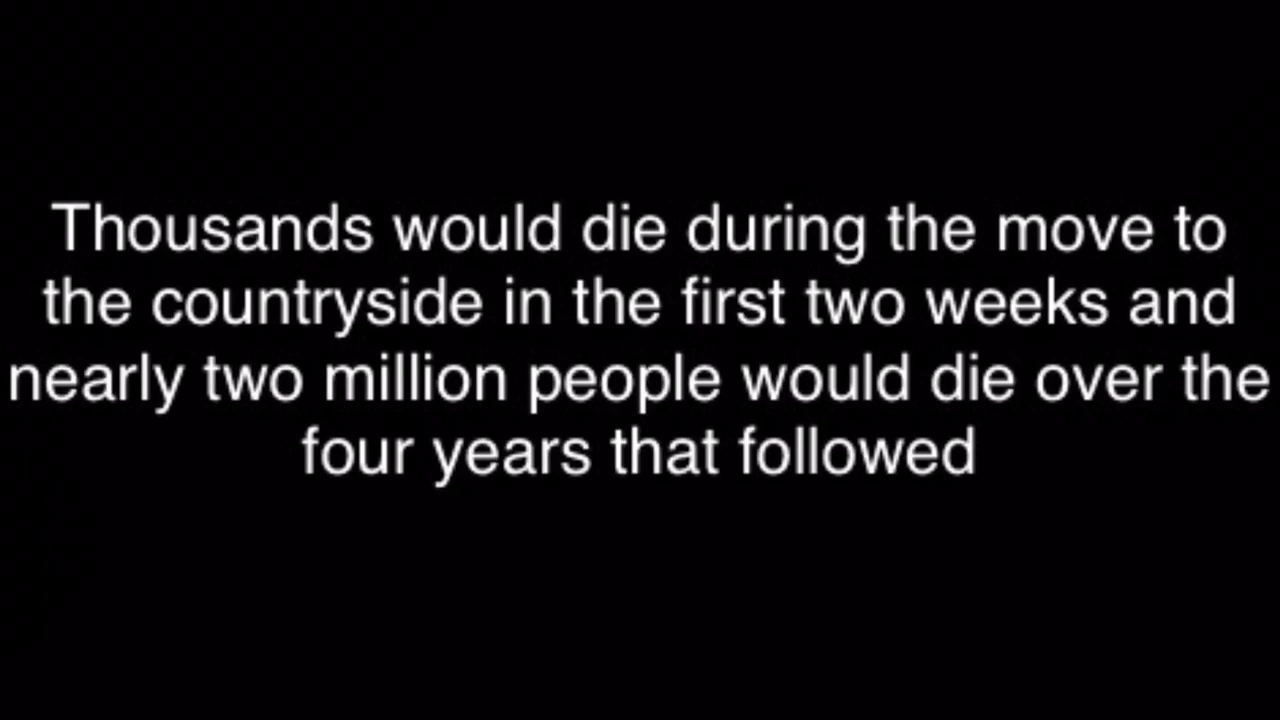 Thousands would die during the move to
the countryside in the first two weeks and
nearly two million people would die over the
four years that followed